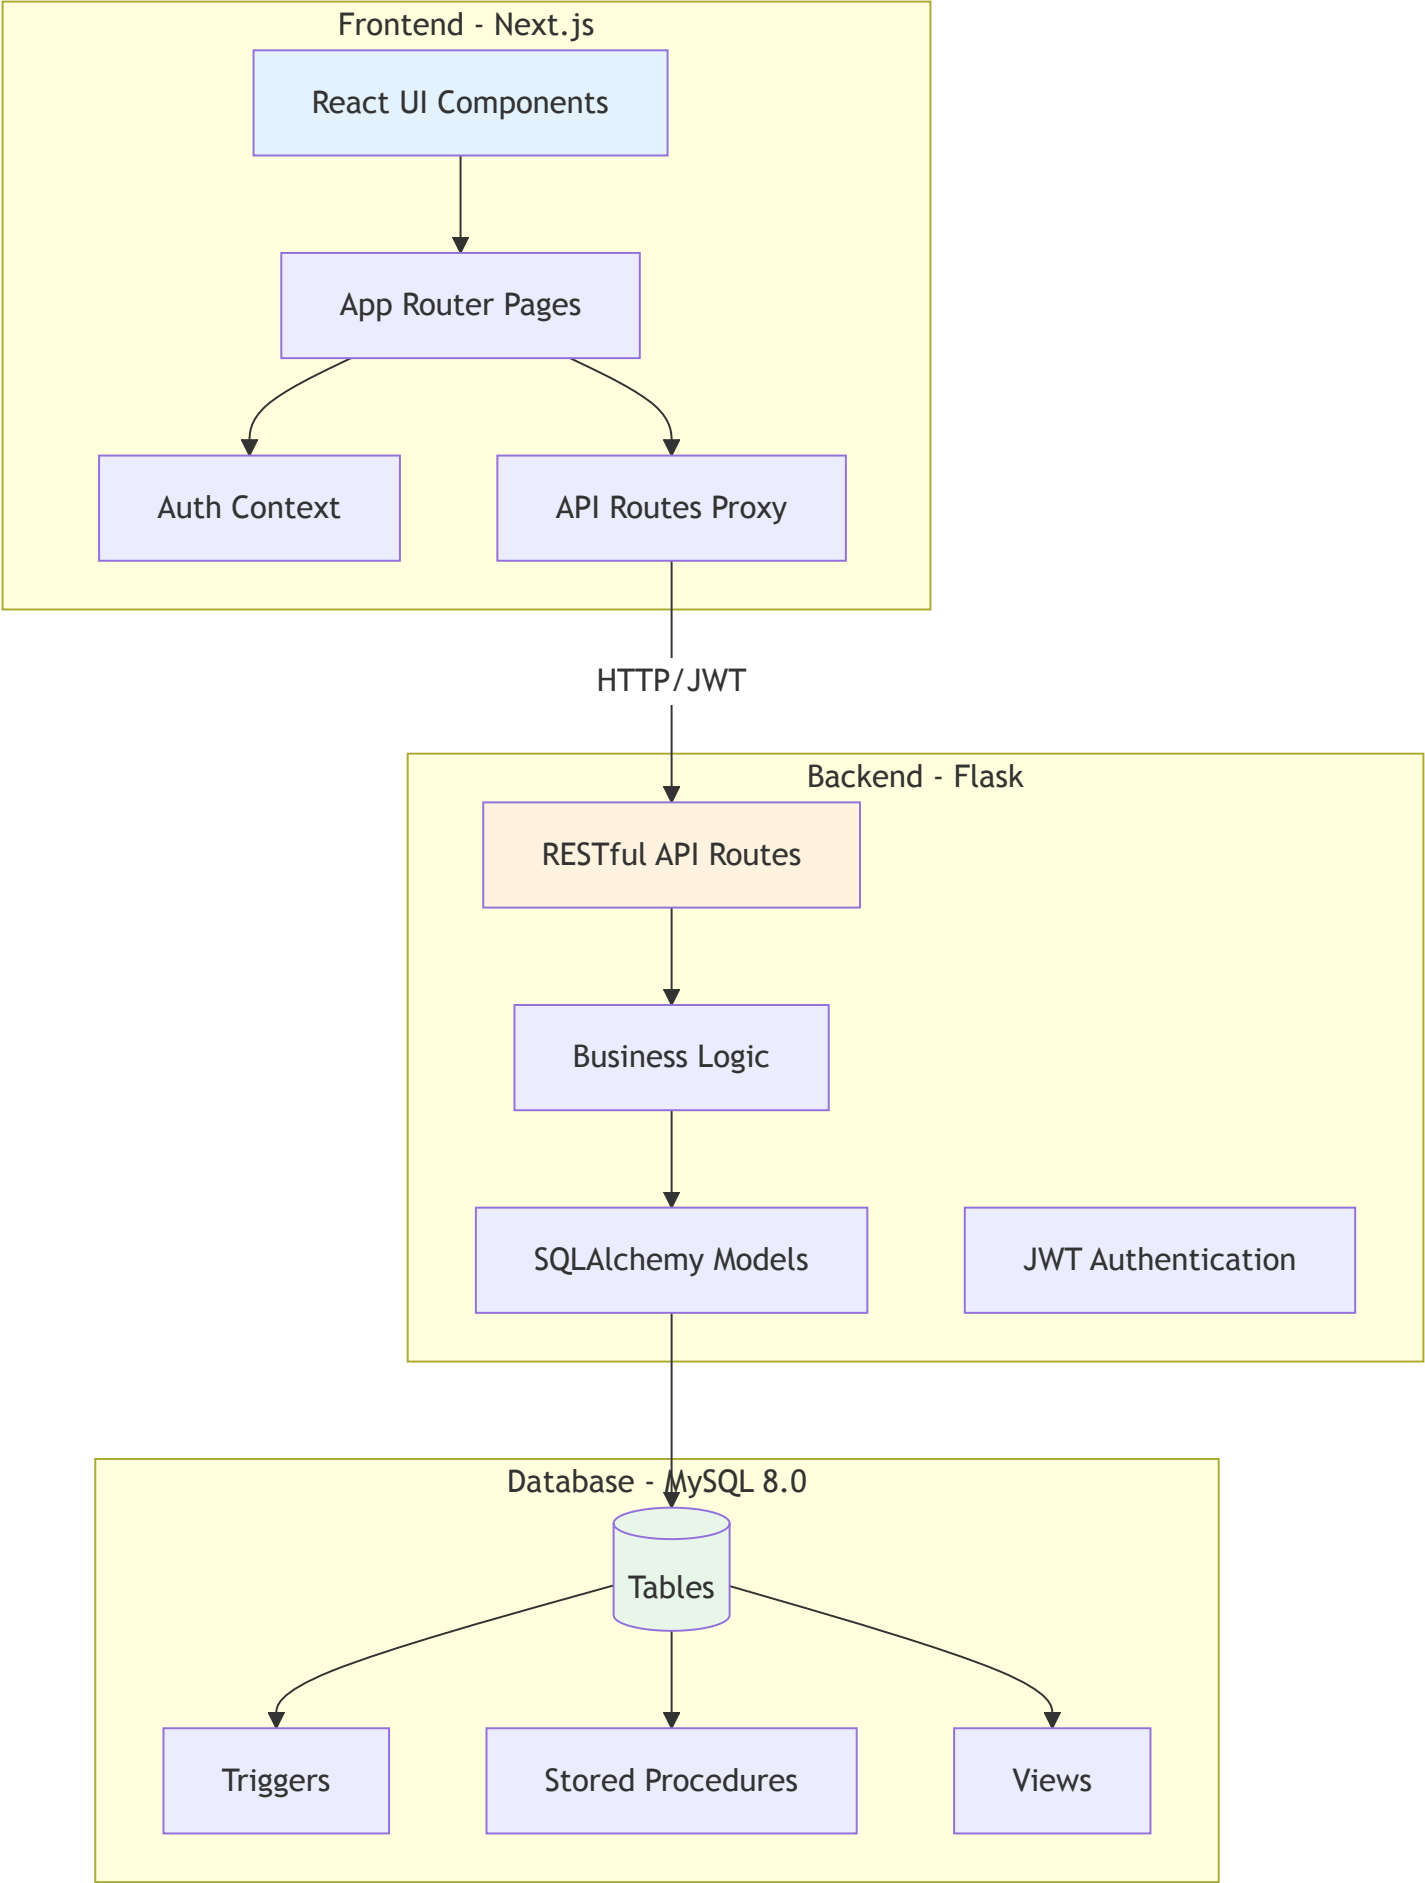 Frontend - Next.js
React UI Components
App Router Pages
Auth Context
API Routes Proxy
HTTP/JWT
Backend - Flask
RESTful API Routes
Business Logic
SQLAlchemy Models
JWT Authentication
Database - MySQL 8.0
Tables
Triggers
Stored Procedures
Views